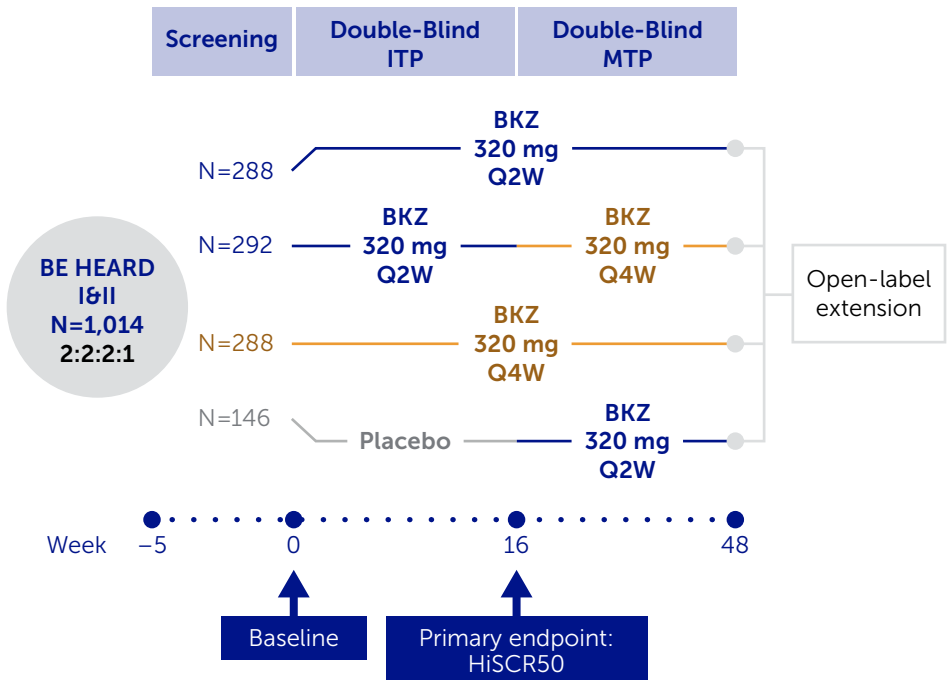 Screening
Double-Blind
ITP
Double-Blind
MTP
BE HEARD
I&II
N=1,014
2:2:2:1
N=288
BKZ
320 mg
Q2W
N=292
BKZ
320 mg
Q2W
BKZ
320 mg
Q4W
N=288
BKZ
320 mg
Q4W
N=146
Placebo
BKZ
320 mg
Q2W
Open-label
extension
Week −5 0 16 48
Baseline
Primary endpoint:
HiSCR50